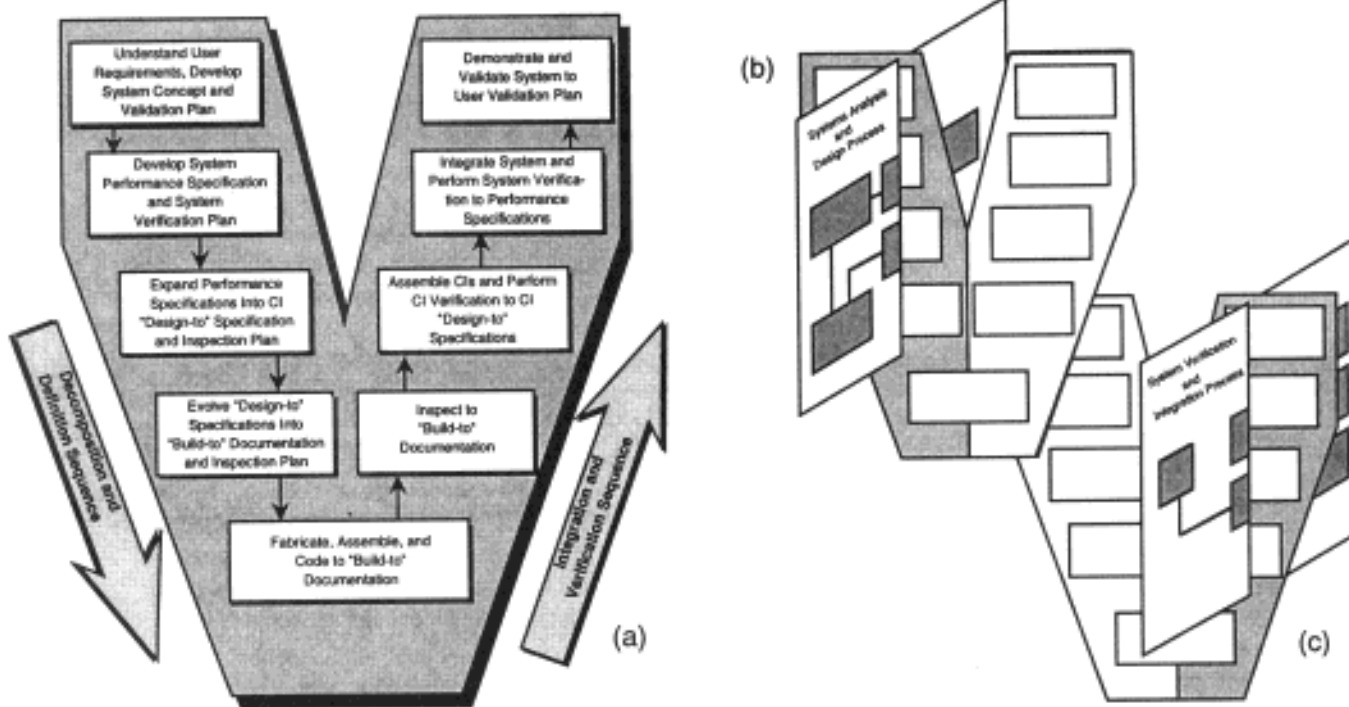 Understand User
Requirements, Develop
System Concept and
Validation Plan
Develop System
Performance Specification
and System
Verification Plan
Expand Performance
Specifications Into CI
"Design-to" Specification
and Inspection Plan
Evolve "Design-to"
Specifications Into
"Build-to" Documentation
and Inspection Plan
Fabricate, Assemble, and
Code to "Build-to"
Documentation
Inspect to
"Build-to"
Documentation
Assemble CIs and Perform
CI Verification to CI
"Design-to"
Specifications
Integrate System and
Perform System Verifica-
tion to Performance
Specifications
Demonstrate and
Validate System to
User Validation Plan
Decomposition and
Definition Sequence
Integration and
Verification Sequence
(a)
(b)
Systems Analysis
and
Design Process
System Verification
and
Integration Process
(c)